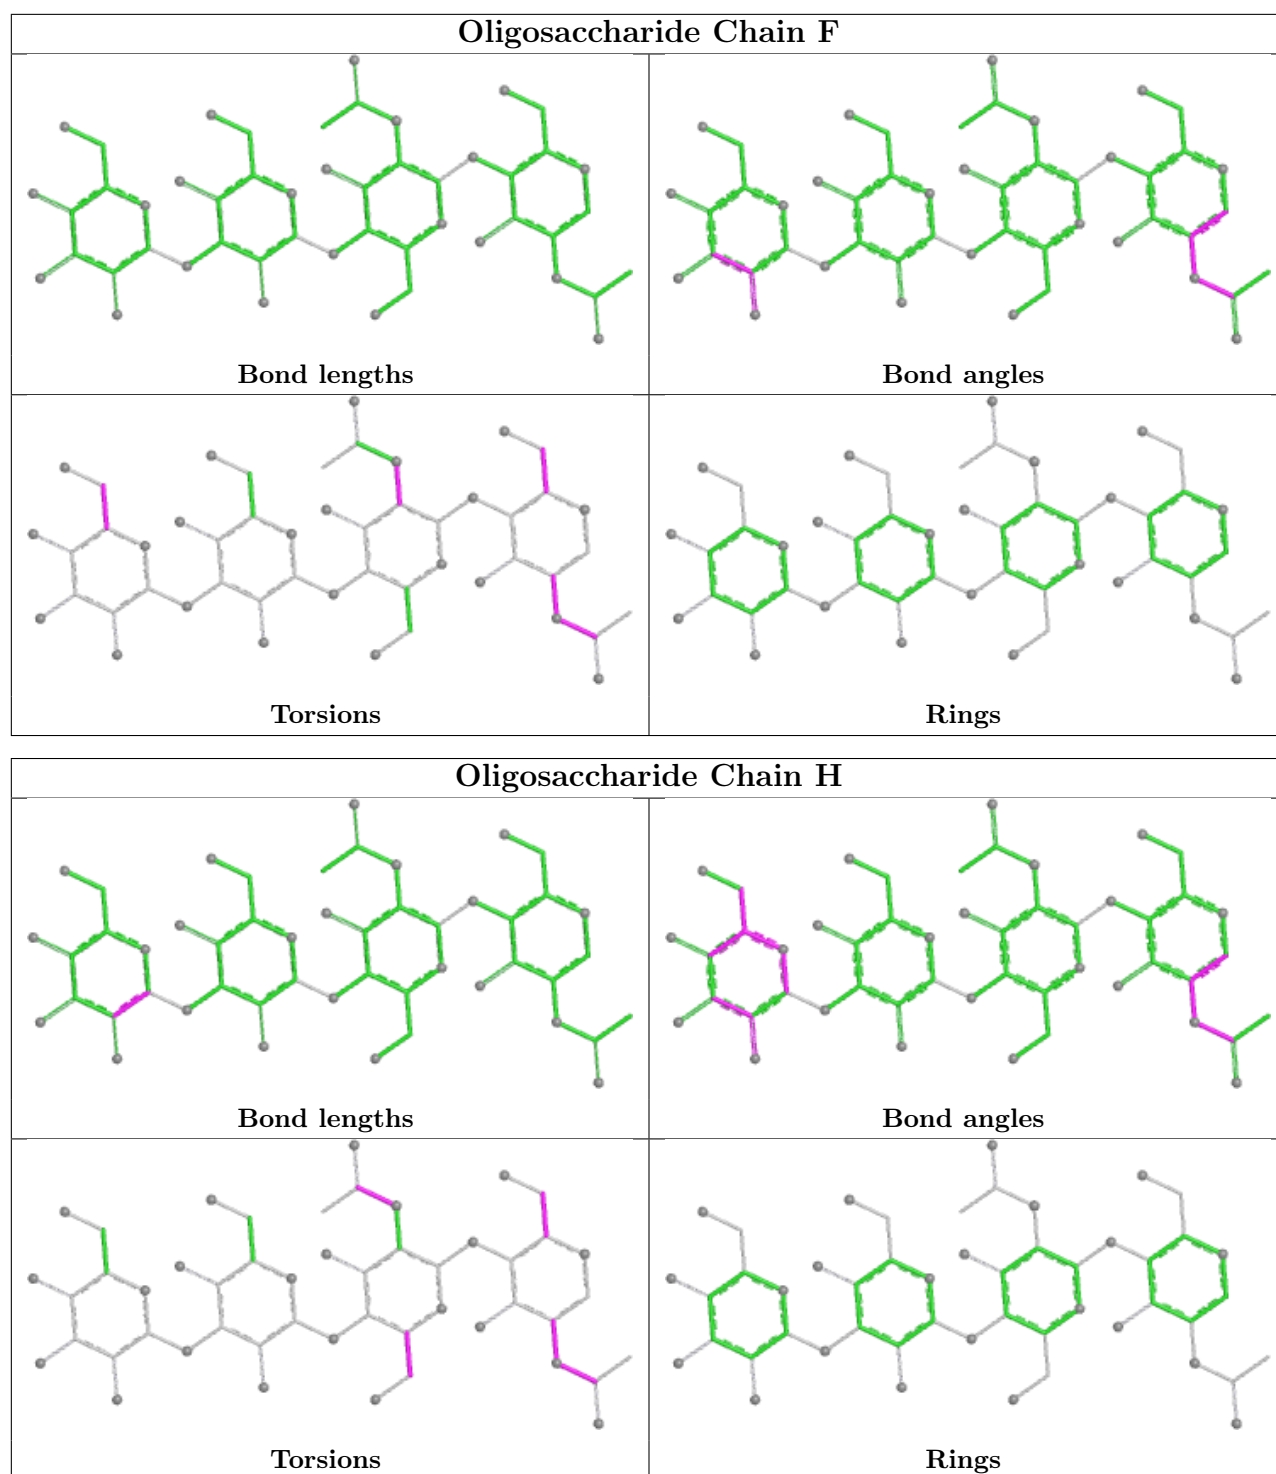 Oligosaccharide Chain F
Bond lengths
Bond angles
Torsions
Rings
Oligosaccharide Chain H
Bond lengths
Bond angles
Torsions
Rings